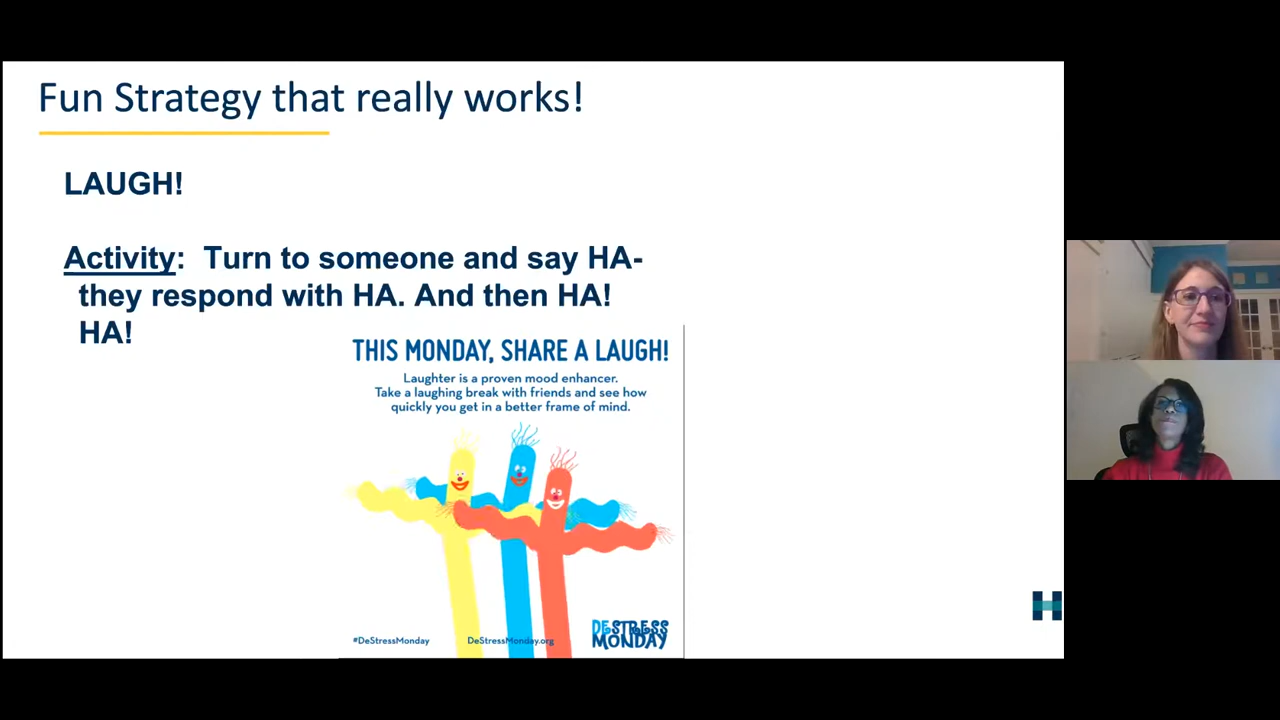 Fun Strategy that really works!
LAUGH!
Activity: Turn to someone and say HA-
they respond with HA. And then HA!
HA!
THIS MONDAY, SHARE A LAUGH!
Laughter is a proven mood enhancer.
Take a laughing break with friends and see how
quickly you get in a better frame of mind.
#DeStressMonday
DeStressMonday.org
DESTRESS
MONDAY
H